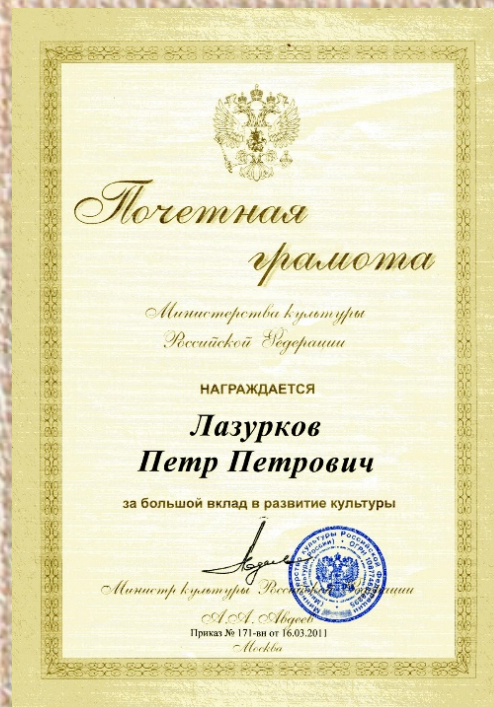 Почетная
грамота
Министерства культуры
Российской Федерации
НАГРАЖДАЕТСЯ
Лазурков
Петр Петрович
за большой вклад в развитие культуры
Министр культуры Российской Федерации
А.А. Авдеев
Приказ № 171-вн от 16.03.2011
Москва